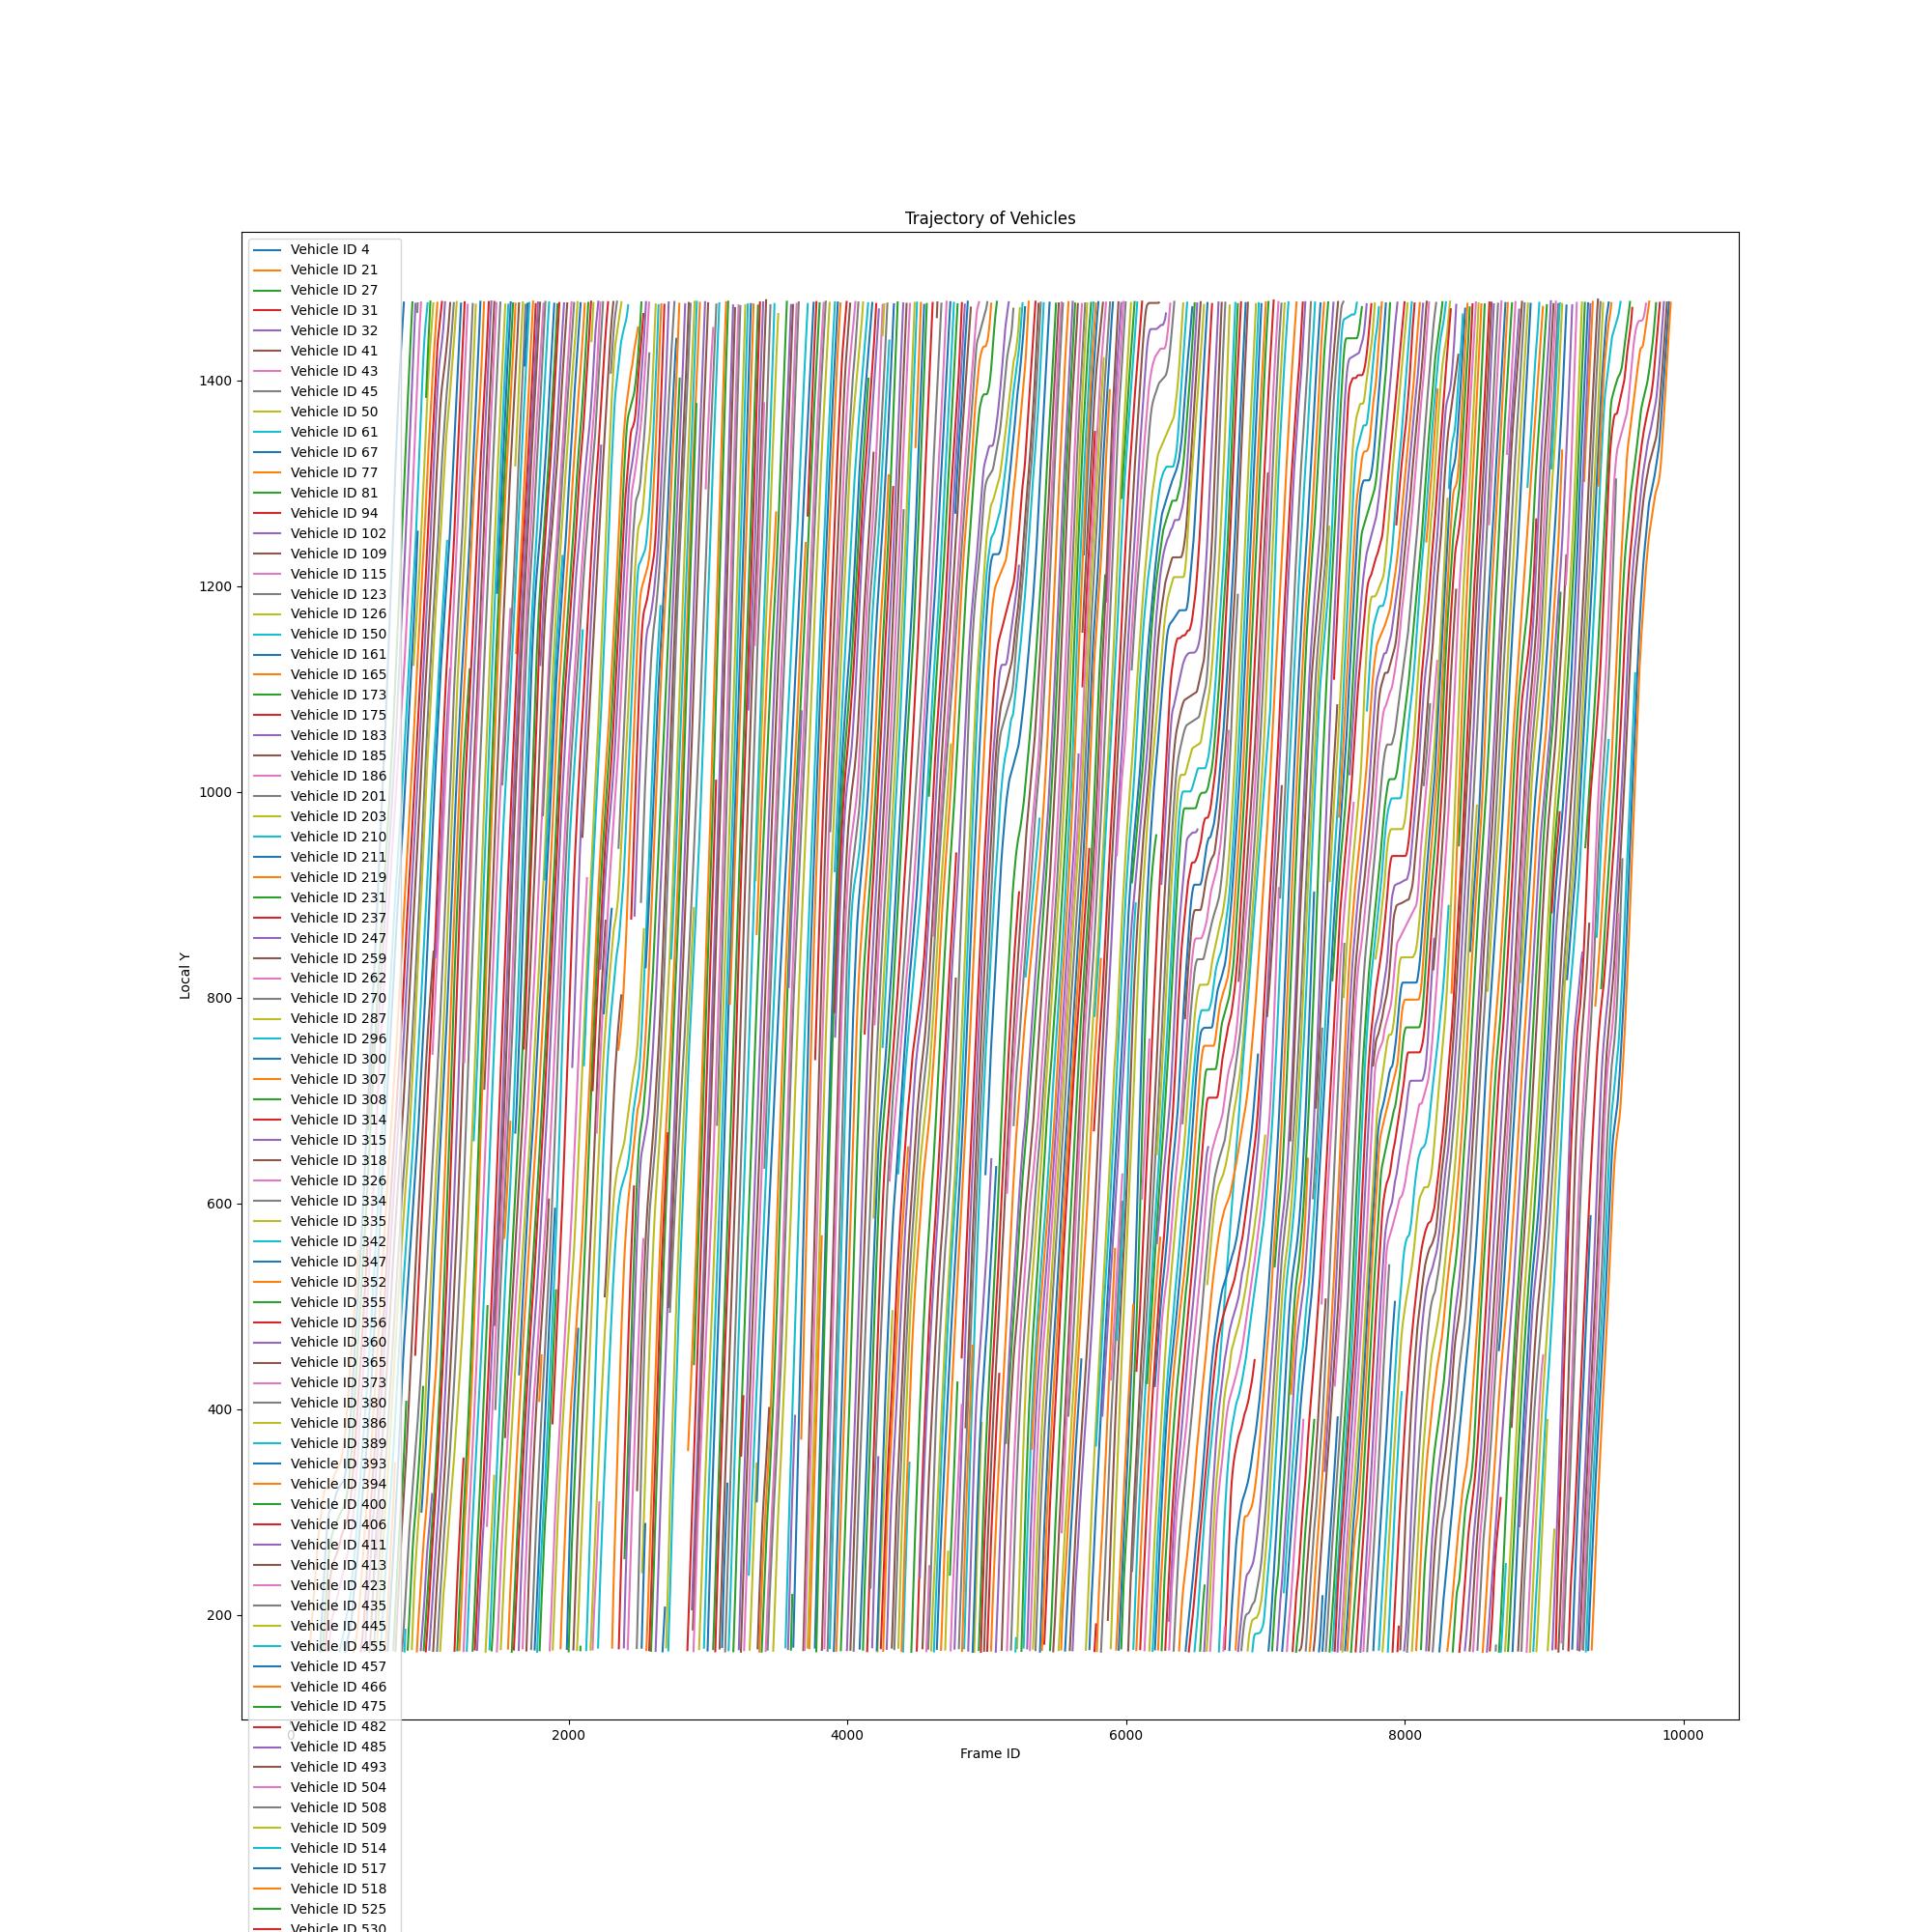 Trajectory of Vehicles
Vehicle ID 4
Vehicle ID 21
Vehicle ID 27
Vehicle ID 31
Vehicle ID 32
Vehicle ID 41
Vehicle ID 43
Vehicle ID 45
Vehicle ID 50
Vehicle ID 61
Vehicle ID 67
Vehicle ID 77
Vehicle ID 81
Vehicle ID 94
Vehicle ID 102
Vehicle ID 109
Vehicle ID 115
Vehicle ID 123
Vehicle ID 126
Vehicle ID 150
Vehicle ID 161
Vehicle ID 165
Vehicle ID 173
Vehicle ID 175
Vehicle ID 183
Vehicle ID 185
Vehicle ID 186
Vehicle ID 201
Vehicle ID 203
Vehicle ID 210
Vehicle ID 211
Vehicle ID 219
Vehicle ID 231
Vehicle ID 237
Vehicle ID 247
Vehicle ID 259
Vehicle ID 262
Vehicle ID 270
Vehicle ID 287
Vehicle ID 296
Vehicle ID 300
Vehicle ID 307
Vehicle ID 308
Vehicle ID 314
Vehicle ID 315
Vehicle ID 318
Vehicle ID 326
Vehicle ID 334
Vehicle ID 335
Vehicle ID 342
Vehicle ID 347
Vehicle ID 352
Vehicle ID 355
Vehicle ID 356
Vehicle ID 360
Vehicle ID 365
Vehicle ID 373
Vehicle ID 380
Vehicle ID 386
Vehicle ID 389
Vehicle ID 393
Vehicle ID 394
Vehicle ID 400
Vehicle ID 406
Vehicle ID 411
Vehicle ID 413
Vehicle ID 423
Vehicle ID 435
Vehicle ID 445
Vehicle ID 455
Vehicle ID 457
Vehicle ID 466
Vehicle ID 475
Vehicle ID 482
Vehicle ID 485
Vehicle ID 493
Vehicle ID 504
Vehicle ID 508
Vehicle ID 509
Vehicle ID 514
Vehicle ID 517
Vehicle ID 518
Vehicle ID 525
Vehicle ID 530
1400
1200
1000
800
600
400
200
Local Y
0
2000
4000
6000
8000
10000
Frame ID